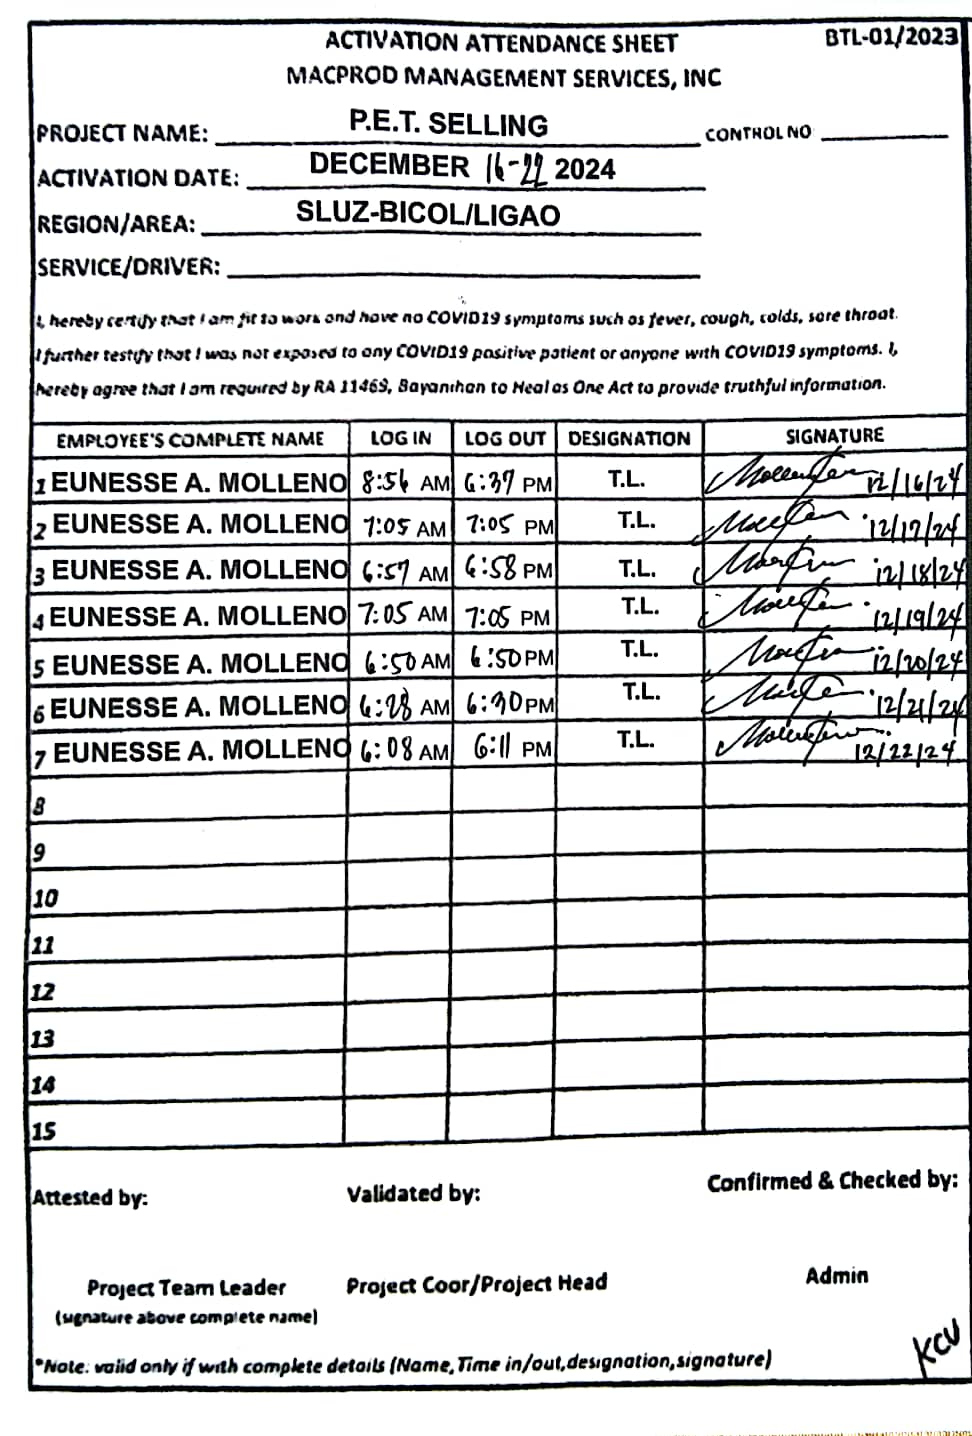 BTL-01/2023
ACTIVATION ATTENDANCE SHEET
MACPROD MANAGEMENT SERVICES, INC
PROJECT NAME: P.E.T. SELLING CONTROL NO
ACTIVATION DATE: DECEMBER 16-22 2024
REGION/AREA: SLUZ-BICOL/LIGAO
SERVICE/DRIVER:
I, hereby certify that I am fit to work and have no COVID19 symptoms such as fever, cough, colds, sore throat.
I further testify that I was not exposed to any COVID19 positive patient or anyone with COVID19 symptoms. I,
hereby agree that I am required by RA 11469, Bayanihan to Heal as One Act to provide truthful information.
EMPLOYEE'S COMPLETE NAME LOG IN LOG OUT DESIGNATION SIGNATURE
1 EUNESSE A. MOLLENO 8:56 AM 6:37 PM T.L. 12/16/24
2 EUNESSE A. MOLLENO 7:05 AM 7:05 PM T.L. 12/17/24
3 EUNESSE A. MOLLENO 6:57 AM 6:58 PM T.L. 12/18/24
4 EUNESSE A. MOLLENO 7:05 AM 7:05 PM T.L. 12/19/24
5 EUNESSE A. MOLLENO 6:50 AM 6:50 PM T.L. 12/20/24
6 EUNESSE A. MOLLENO 6:28 AM 6:30 PM T.L. 12/21/24
7 EUNESSE A. MOLLENO 6:08 AM 6:11 PM T.L. 12/22/24
8
9
10
11
12
13
14
15
Attested by: Validated by: Confirmed & Checked by:
Project Team Leader Project Coor/Project Head Admin
(signature above complete name)
*Note: valid only if with complete details (Name, Time in/out, designation, signature)
KCV